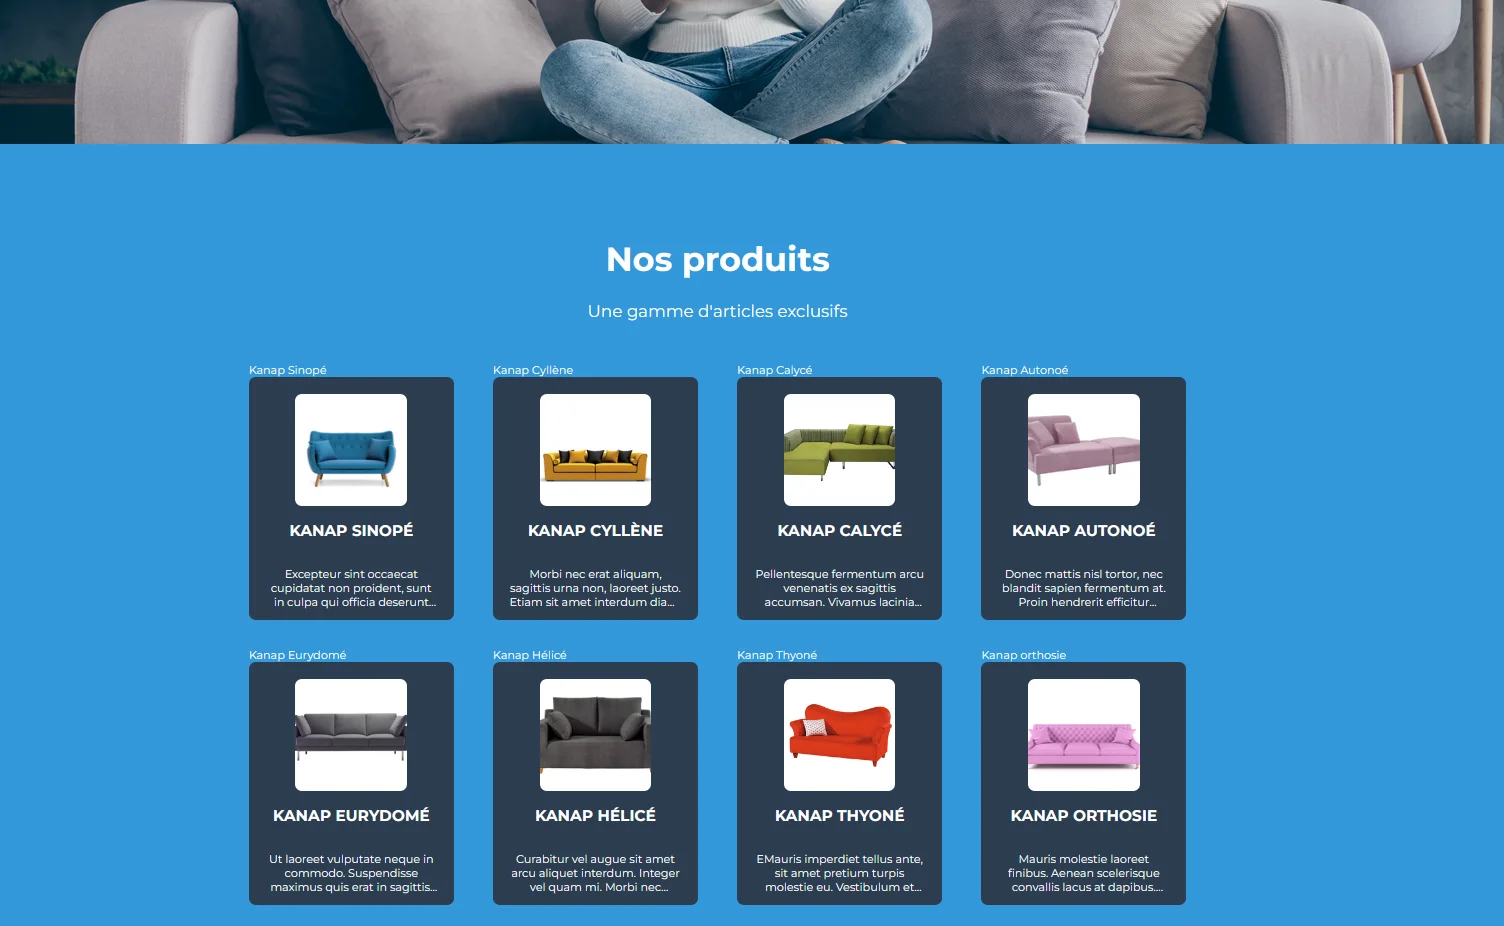 Nos produits
Une gamme d'articles exclusifs
Kanap Sinopé
KANAP SINOPÉ
Excepteur sint occaecat
cupidatat non proident, sunt
in culpa qui officia deserunt...
Kanap Cyllène
KANAP CYLLÈNE
Morbi nec erat aliquam,
sagittis urna non, laoreet justo.
Etiam sit amet interdum dia...
Kanap Calycé
KANAP CALYCÉ
Pellentesque fermentum arcu
venenatis ex sagittis
accumsan. Vivamus lacinia...
Kanap Autonoé
KANAP AUTONOÉ
Donec mattis nisl tortor, nec
blandit sapien fermentum at.
Proin hendrerit efficitur...
Kanap Eurydomé
KANAP EURYDOMÉ
Ut laoreet vulputate neque in
commodo. Suspendisse
maximus quis erat in sagittis...
Kanap Hélicé
KANAP HÉLICÉ
Curabitur vel augue sit amet
arcu aliquet interdum. Integer
vel quam mi. Morbi nec...
Kanap Thyoné
KANAP THYONÉ
EMauris imperdiet tellus ante,
sit amet pretium turpis
molestie eu. Vestibulum et...
Kanap orthosie
KANAP ORTHOSIE
Mauris molestie laoreet
finibus. Aenean scelerisque
convallis lacus at dapibus....